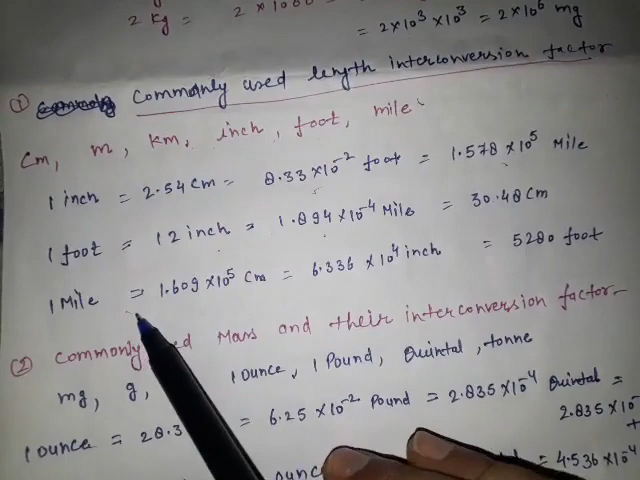 2 kg = 2 × 1000
= 2×10³ ×10³ = 2×10⁶ mg
① Commonly used length interconversion factor
Cm, m, Km, inch, foot, mile
1 inch = 2.54 Cm = 8.33×10⁻² foot = 1.578×10⁵ Mile
1 foot = 12 inch = 1.894×10⁻⁴ Mile = 30.48 Cm
1 Mile = 1.609×10⁵ Cm = 6.336×10⁴ inch = 5280 foot
② Commonly Mass and their interconversion factor
mg, g, 1 ounce, 1 Pound, Quintal, tonne
1 ounce = 28.3 = 6.25×10⁻² Pound = 2.835×10⁻⁴ Quintal =
2.835×10⁻
ounce = 4.536×10⁻⁴